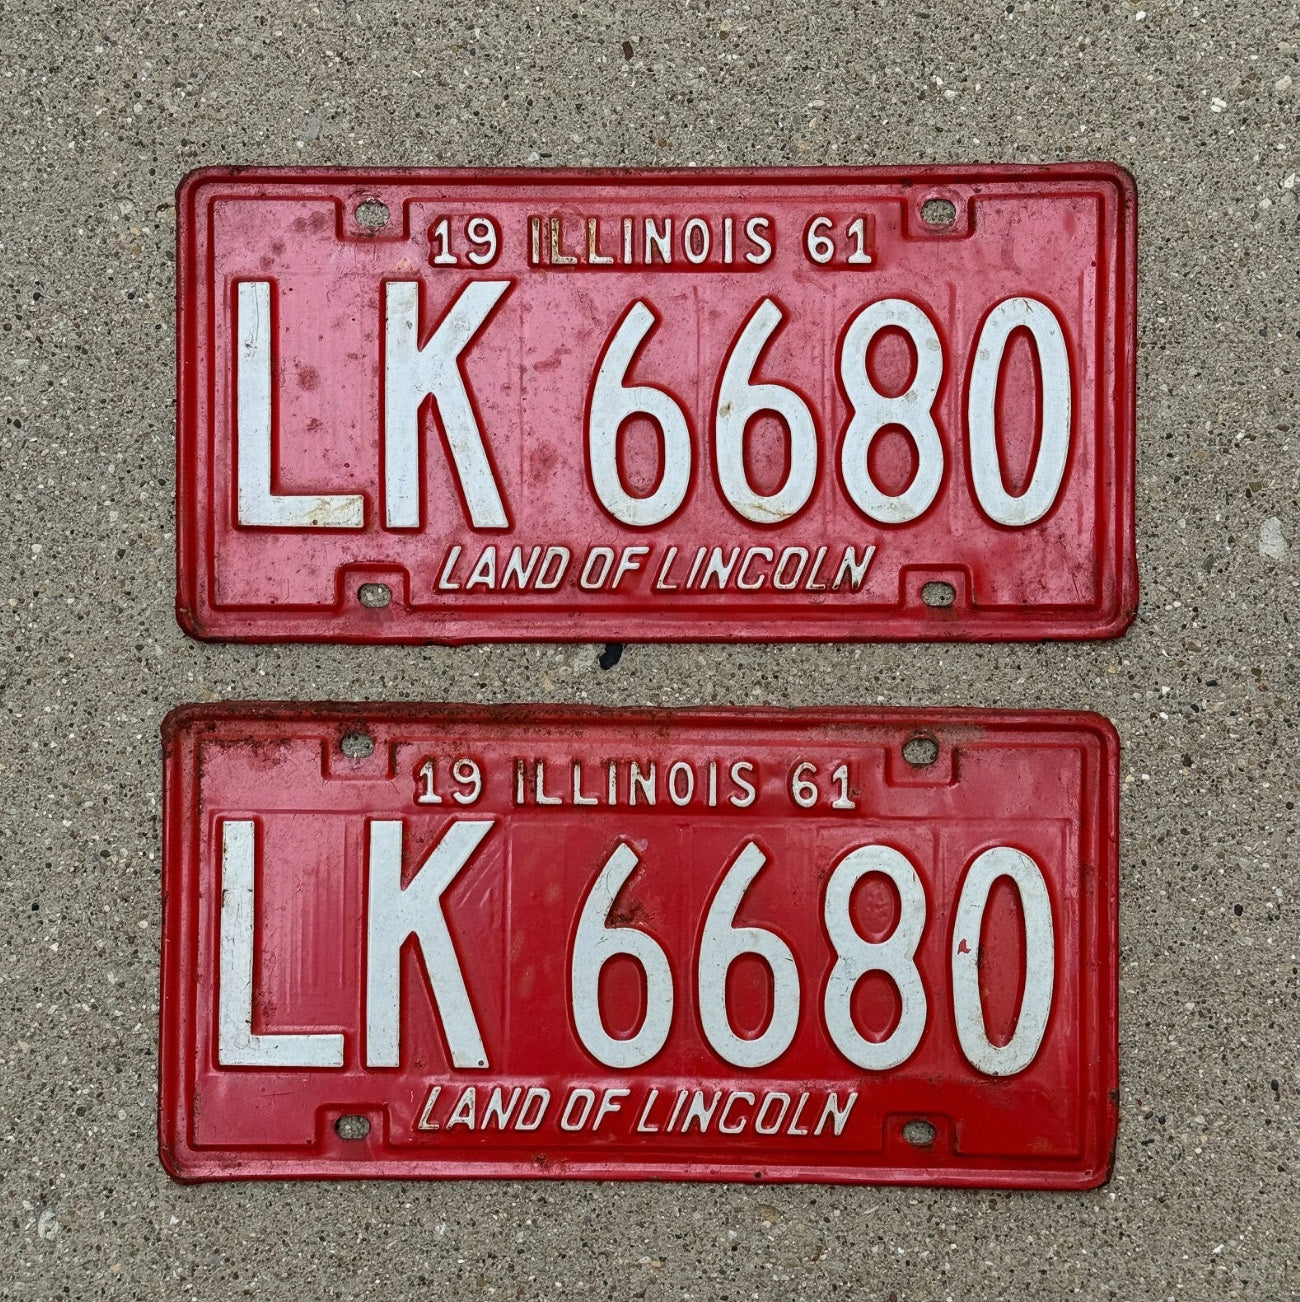 19 ILLINOIS 61
LK 6680
LAND OF LINCOLN
19 ILLINOIS 61
LK 6680
LAND OF LINCOLN